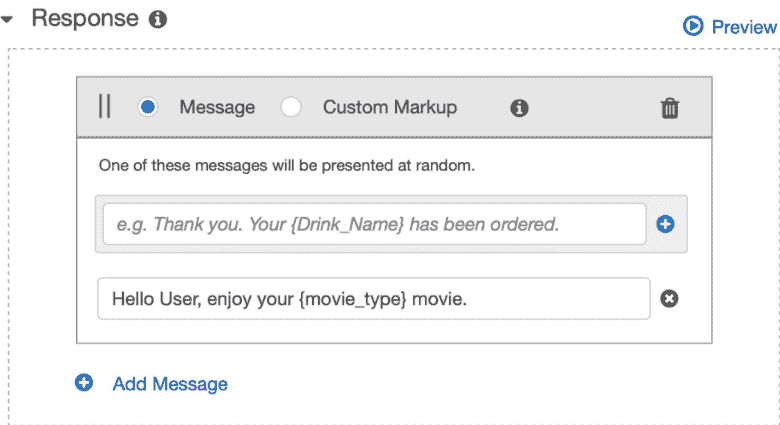 Response
Preview
Message Custom Markup
One of these messages will be presented at random.
e.g. Thank you. Your {Drink_Name} has been ordered.
Hello User, enjoy your {movie_type} movie.
Add Message